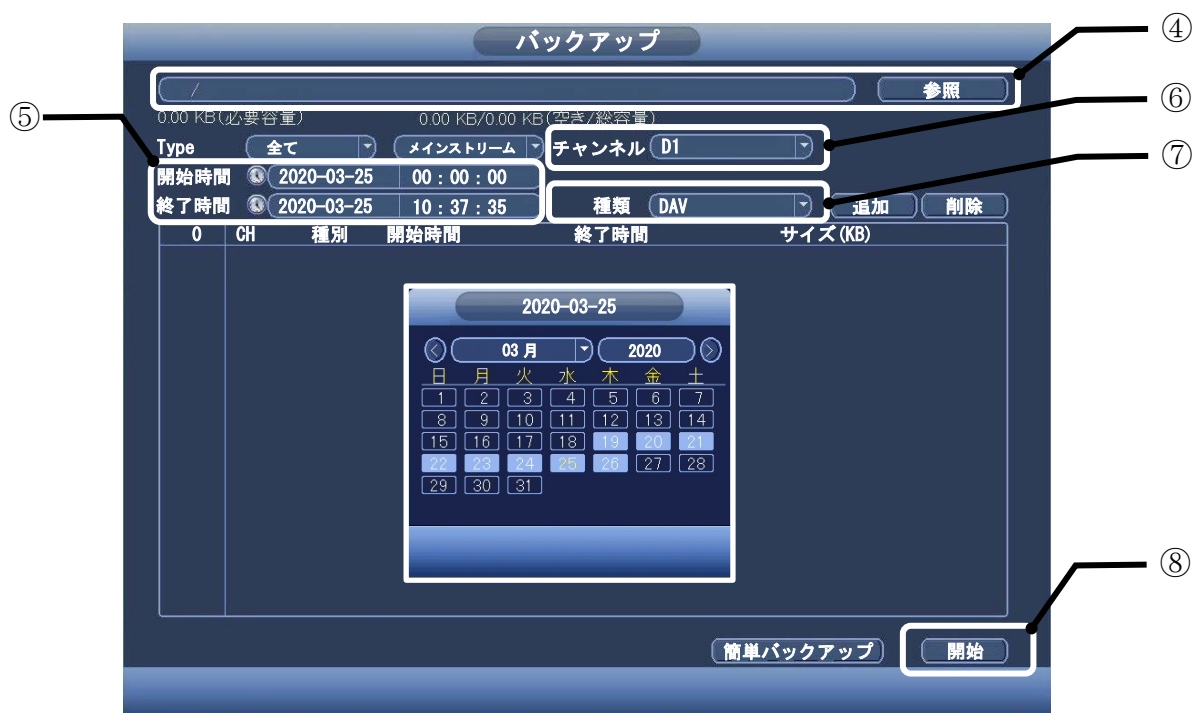 バックアップ
④
/
参照
⑤
0.00 KB(必要容量)
0.00 KB/0.00 KB(空き/総容量)
⑥
Type 全て メインストリーム チャンネル D1
⑦
開始時間 2020-03-25 00 : 00 : 00
終了時間 2020-03-25 10 : 37 : 35 種類 DAV 追加 削除
0 CH 種別 開始時間 終了時間 サイズ(KB)
2020-03-25
03 月 2020
日 月 火 水 木 金 土
1 2 3 4 5 6 7
8 9 10 11 12 13 14
15 16 17 18 19 20 21
22 23 24 25 26 27 28
29 30 31
⑧
簡単バックアップ 開始